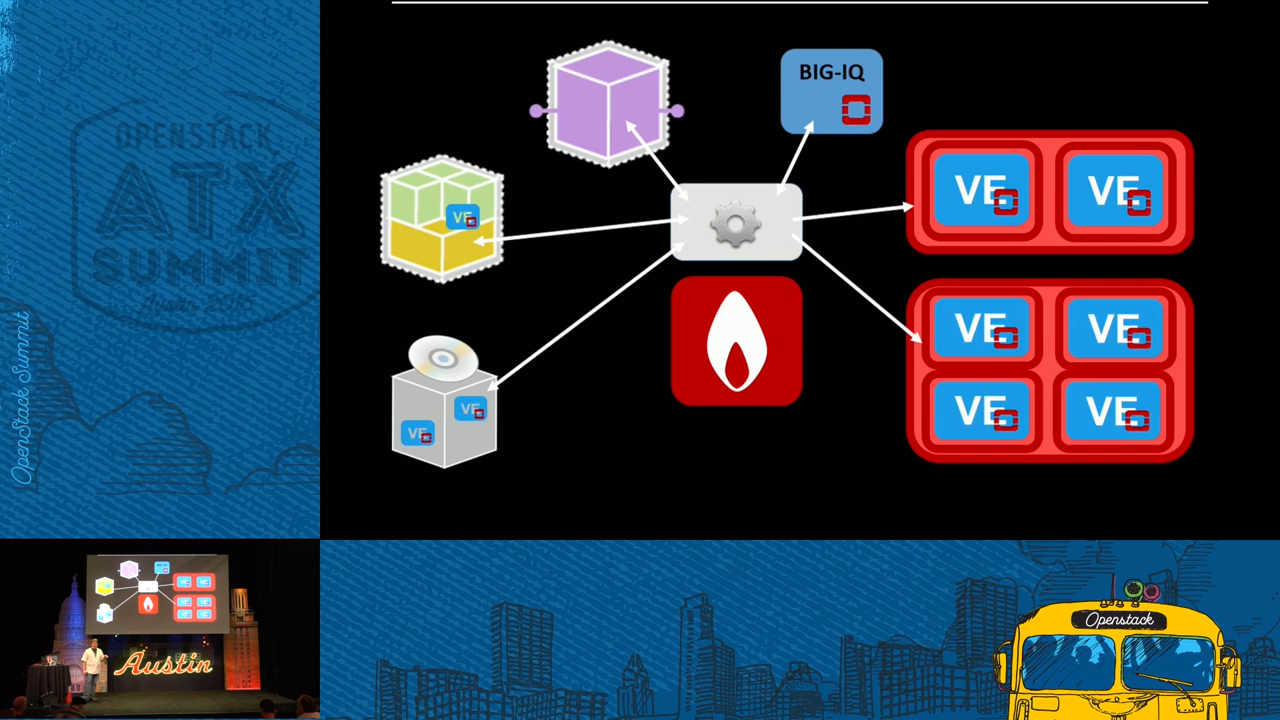 OPENSTACK
ATX
SUMMIT
Austin 2016
OpenStack Summit
BIG-IQ
VE
VE
VE
VE
VE
VE
VE
VE
VE
Austin
Openstack